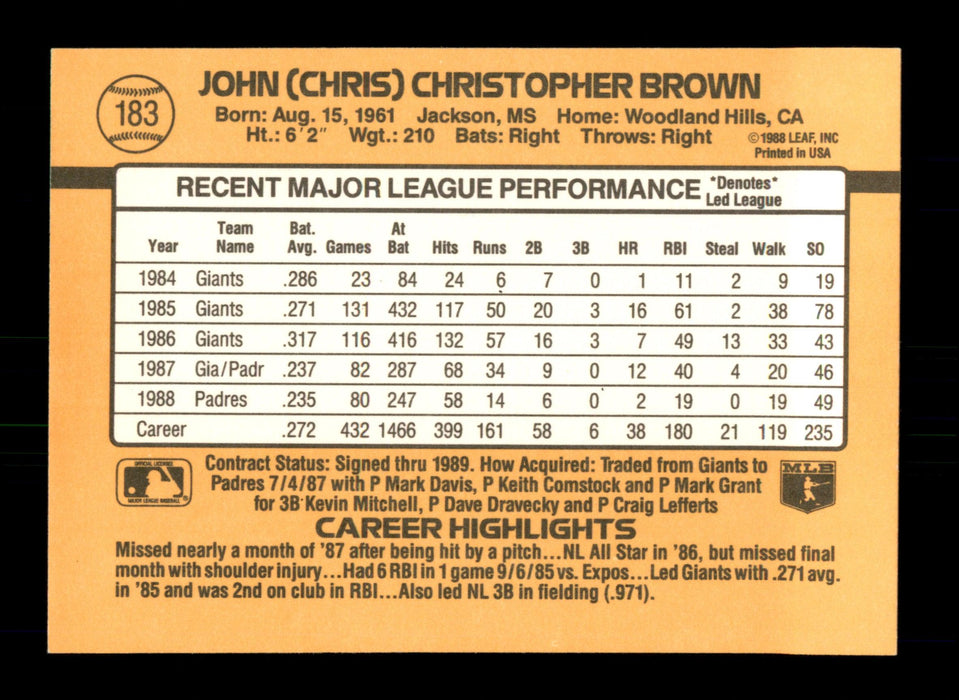 183
JOHN (CHRIS) CHRISTOPHER BROWN
Born: Aug. 15, 1961 Jackson, MS Home: Woodland Hills, CA
Ht.: 6'2" Wgt.: 210 Bats: Right Throws: Right ©1988 LEAF, INC
Printed in USA
RECENT MAJOR LEAGUE PERFORMANCE *Denotes*
Led League
Year Team Name Bat. Avg. Games At Bat Hits Runs 2B 3B HR RBI Steal Walk SO
1984 Giants .286 23 84 24 6 7 0 1 11 2 9 19
1985 Giants .271 131 432 117 50 20 3 16 61 2 38 78
1986 Giants .317 116 416 132 57 16 3 7 49 13 33 43
1987 Gia/Padr .237 82 287 68 34 9 0 12 40 4 20 46
1988 Padres .235 80 247 58 14 6 0 2 19 0 19 49
Career .272 432 1466 399 161 58 6 38 180 21 119 235
OFFICIAL LICENSEE
MAJOR LEAGUE BASEBALL
Contract Status: Signed thru 1989. How Acquired: Traded from Giants to
Padres 7/4/87 with P Mark Davis, P Keith Comstock and P Mark Grant
for 3B Kevin Mitchell, P Dave Dravecky and P Craig Lefferts
MLB
CAREER HIGHLIGHTS
Missed nearly a month of '87 after being hit by a pitch...NL All Star in '86, but missed final
month with shoulder injury...Had 6 RBI in 1 game 9/6/85 vs. Expos...Led Giants with .271 avg.
in '85 and was 2nd on club in RBI...Also led NL 3B in fielding (.971).